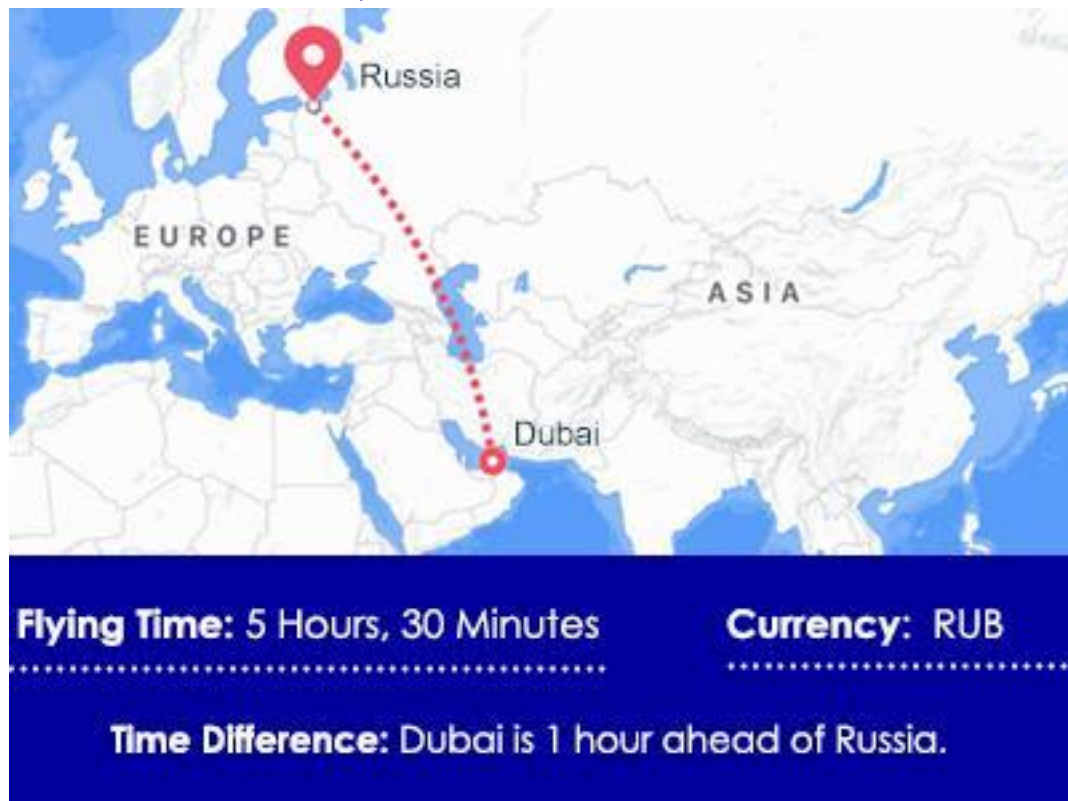 Russia
EUROPE
ASIA
Dubai
Flying Time: 5 Hours, 30 Minutes
Currency: RUB
Time Difference: Dubai is 1 hour ahead of Russia.